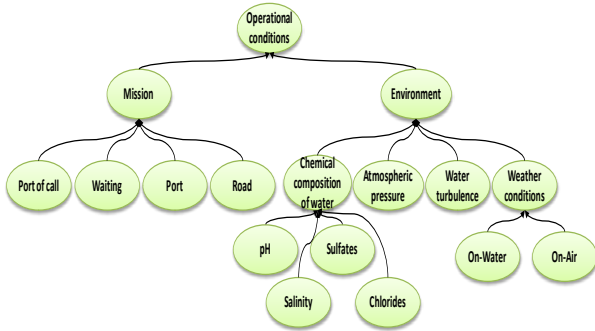 Operational
conditions
Mission
Environment
Port of call
Waiting
Port
Road
Chemical
composition
of water
Atmospheric
pressure
Water
turbulence
Weather
conditions
pH
Sulfates
On-Water
On-Air
Salinity
Chlorides